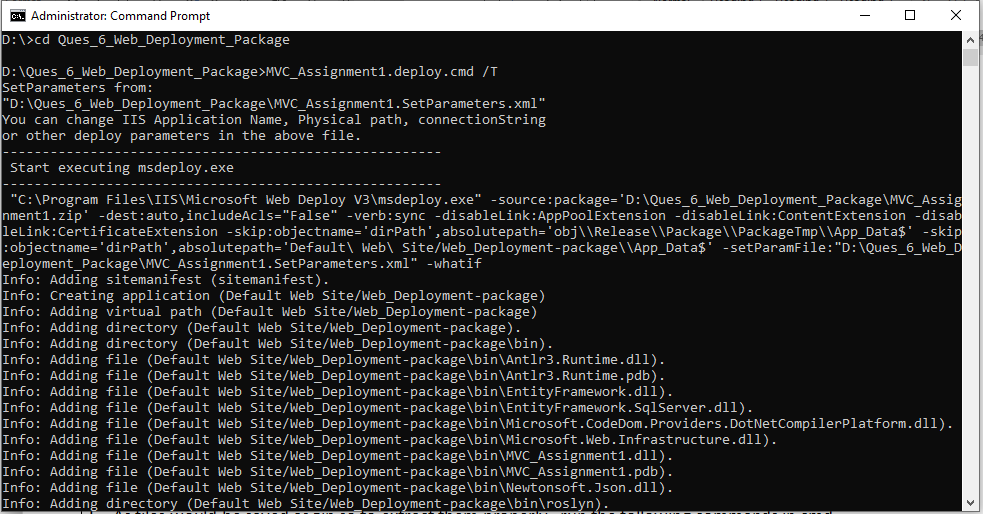 Administrator: Command Prompt
D:\>cd Ques_6_Web_Deployment_Package
D:\Ques_6_Web_Deployment_Package>MVC_Assignment1.deploy.cmd /T
SetParameters from:
"D:\Ques_6_Web_Deployment_Package\MVC_Assignment1.SetParameters.xml"
You can change IIS Application Name, Physical path, connectionString
or other deploy parameters in the above file.
-------------------------------------------------------
 Start executing msdeploy.exe
-------------------------------------------------------
 "C:\Program Files\IIS\Microsoft Web Deploy V3\msdeploy.exe" -source:package='D:\Ques_6_Web_Deployment_Package\MVC_Assig
nment1.zip' -dest:auto,includeAcls="False" -verb:sync -disableLink:AppPoolExtension -disableLink:ContentExtension -disab
leLink:CertificateExtension -skip:objectname='dirPath',absolutepath='obj\\Release\\Package\\PackageTmp\\App_Data$' -skip
:objectname='dirPath',absolutepath='Default\ Web\ Site/Web_Deployment-package\\App_Data$' -setParamFile:"D:\Ques_6_Web_D
eployment_Package\MVC_Assignment1.SetParameters.xml" -whatif
Info: Adding sitemanifest (sitemanifest).
Info: Creating application (Default Web Site/Web_Deployment-package)
Info: Adding virtual path (Default Web Site/Web_Deployment-package)
Info: Adding directory (Default Web Site/Web_Deployment-package).
Info: Adding directory (Default Web Site/Web_Deployment-package\bin).
Info: Adding file (Default Web Site/Web_Deployment-package\bin\Antlr3.Runtime.dll).
Info: Adding file (Default Web Site/Web_Deployment-package\bin\Antlr3.Runtime.pdb).
Info: Adding file (Default Web Site/Web_Deployment-package\bin\EntityFramework.dll).
Info: Adding file (Default Web Site/Web_Deployment-package\bin\EntityFramework.SqlServer.dll).
Info: Adding file (Default Web Site/Web_Deployment-package\bin\Microsoft.CodeDom.Providers.DotNetCompilerPlatform.dll).
Info: Adding file (Default Web Site/Web_Deployment-package\bin\Microsoft.Web.Infrastructure.dll).
Info: Adding file (Default Web Site/Web_Deployment-package\bin\MVC_Assignment1.dll).
Info: Adding file (Default Web Site/Web_Deployment-package\bin\MVC_Assignment1.pdb).
Info: Adding file (Default Web Site/Web_Deployment-package\bin\Newtonsoft.Json.dll).
Info: Adding directory (Default Web Site/Web_Deployment-package\bin\roslyn).